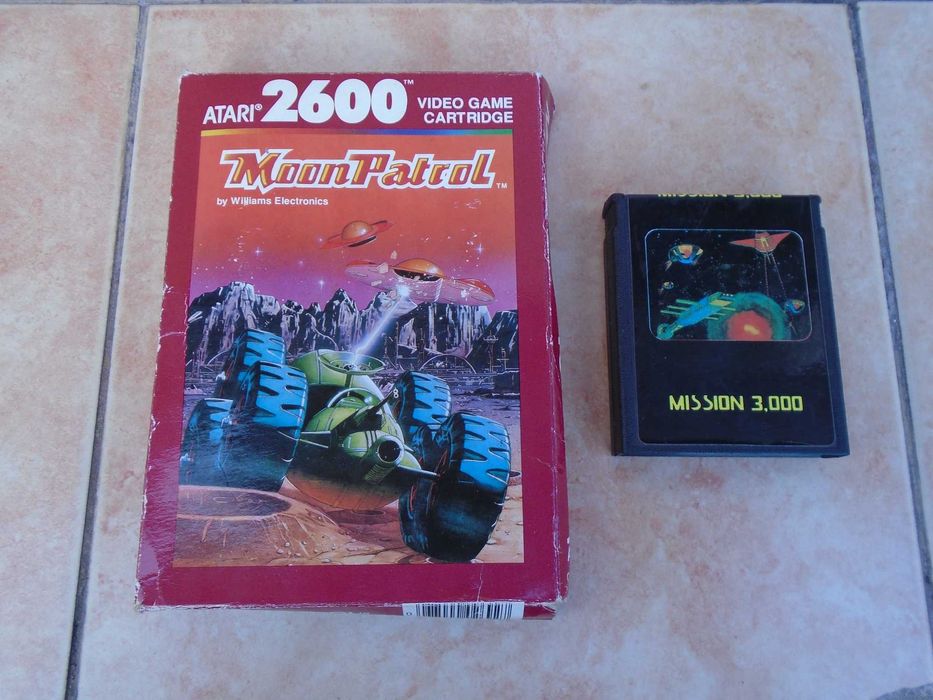 ATARI® 2600™ VIDEO GAME CARTRIDGE
Moon Patrol™
by Williams Electronics
MISSION 3,000
MISSION 3,000